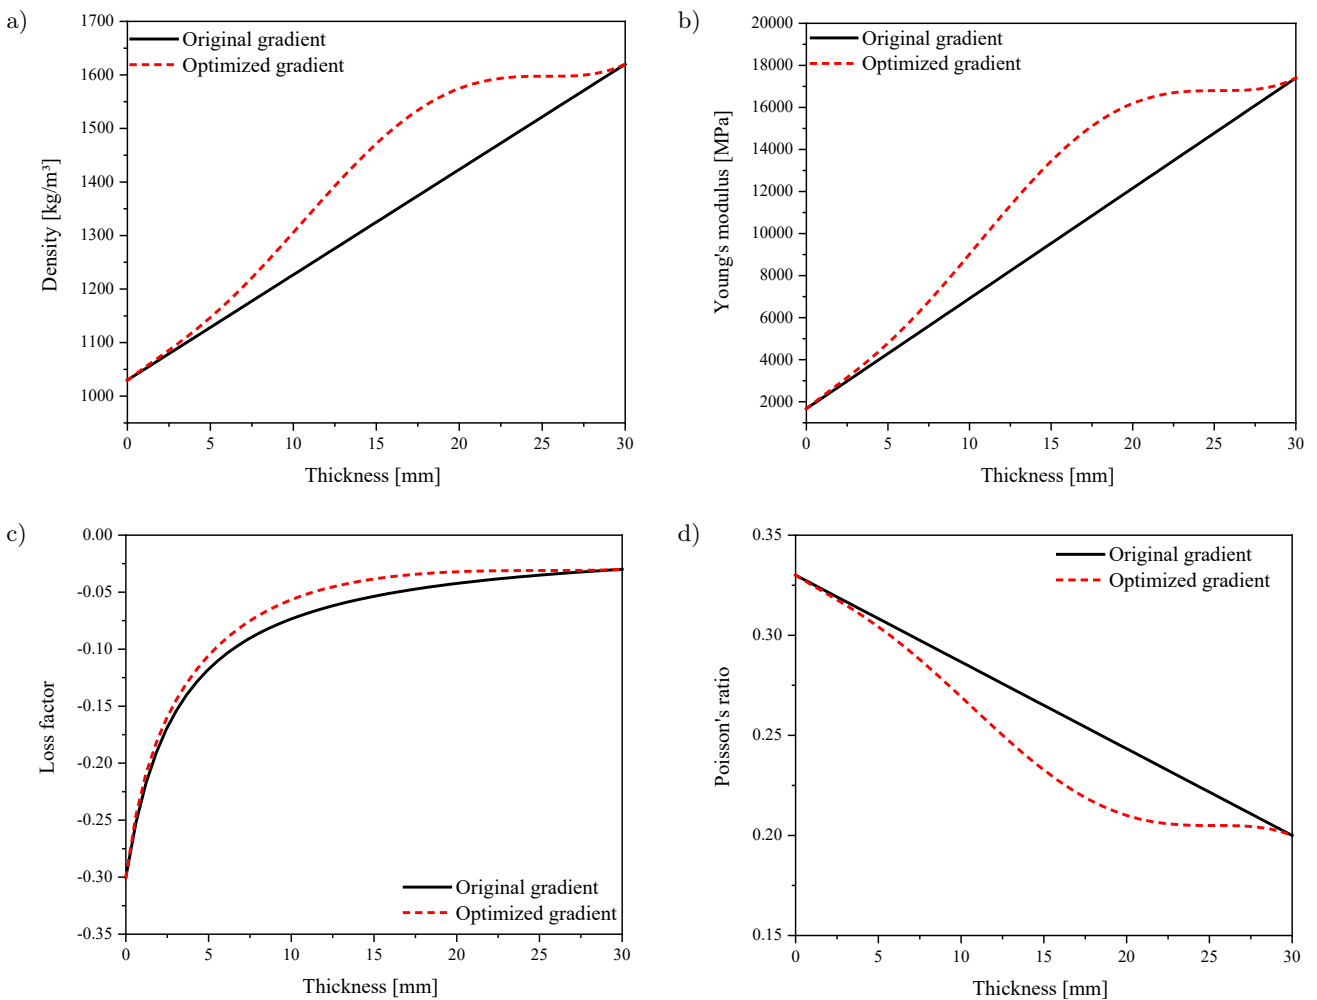 a)
1700
1600
1500
1400
1300
1200
1100
1000
Density [kg/m³]
Original gradient
Optimized gradient
0 5 10 15 20 25 30
Thickness [mm]
b)
20000
18000
16000
14000
12000
10000
8000
6000
4000
2000
Young's modulus [MPa]
Original gradient
Optimized gradient
0 5 10 15 20 25 30
Thickness [mm]
c)
0.00
-0.05
-0.10
-0.15
-0.20
-0.25
-0.30
-0.35
Loss factor
Original gradient
Optimized gradient
0 5 10 15 20 25 30
Thickness [mm]
d)
0.35
0.30
0.25
0.20
0.15
Poisson's ratio
Original gradient
Optimized gradient
0 5 10 15 20 25 30
Thickness [mm]